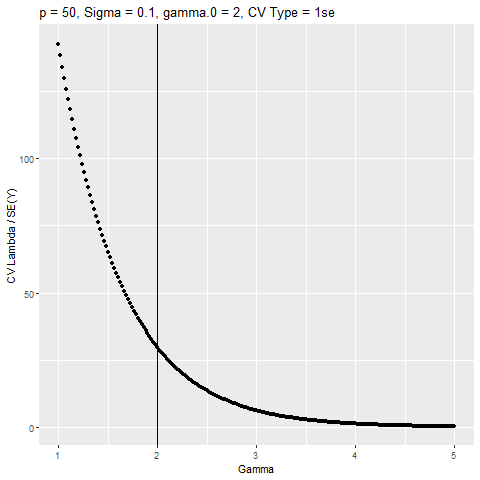 p = 50, Sigma = 0.1, gamma.0 = 2, CV Type = 1se
CV Lambda / SE(Y)
100
50
0
1 2 3 4 5
Gamma